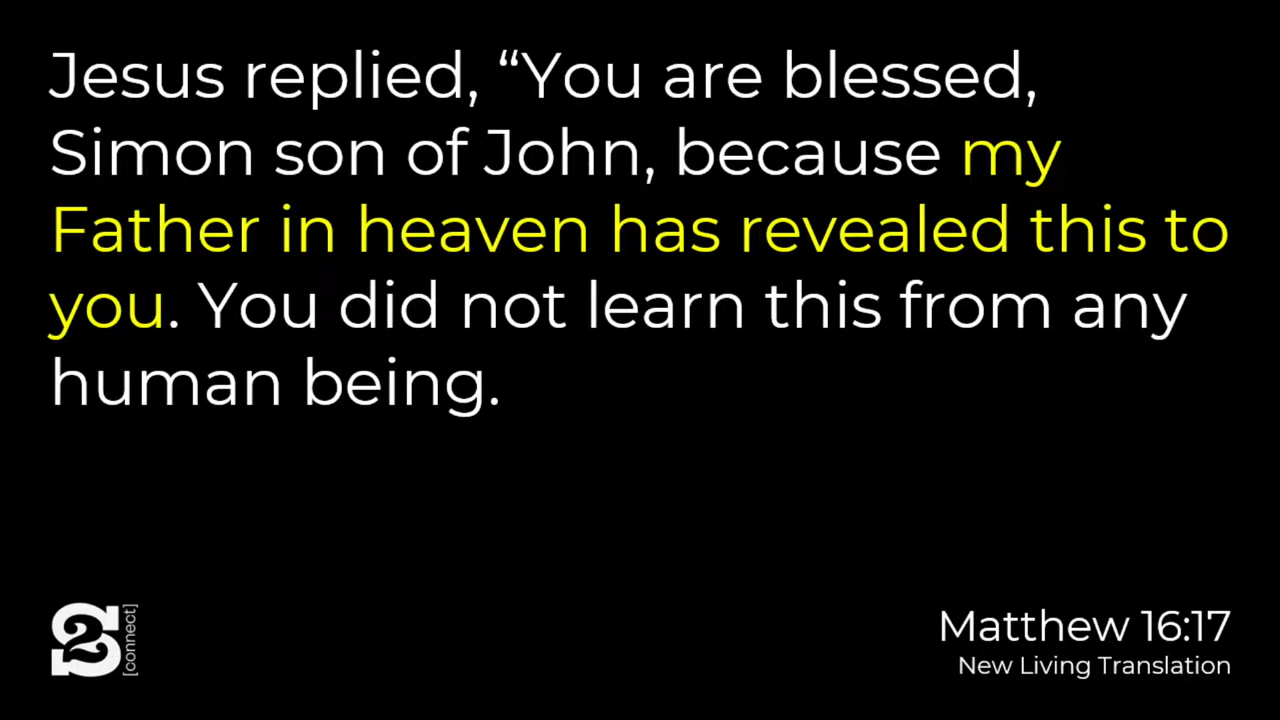 Jesus replied, “You are blessed,
Simon son of John, because my
Father in heaven has revealed this to
you. You did not learn this from any
human being.
S2
[connect]
Matthew 16:17
New Living Translation